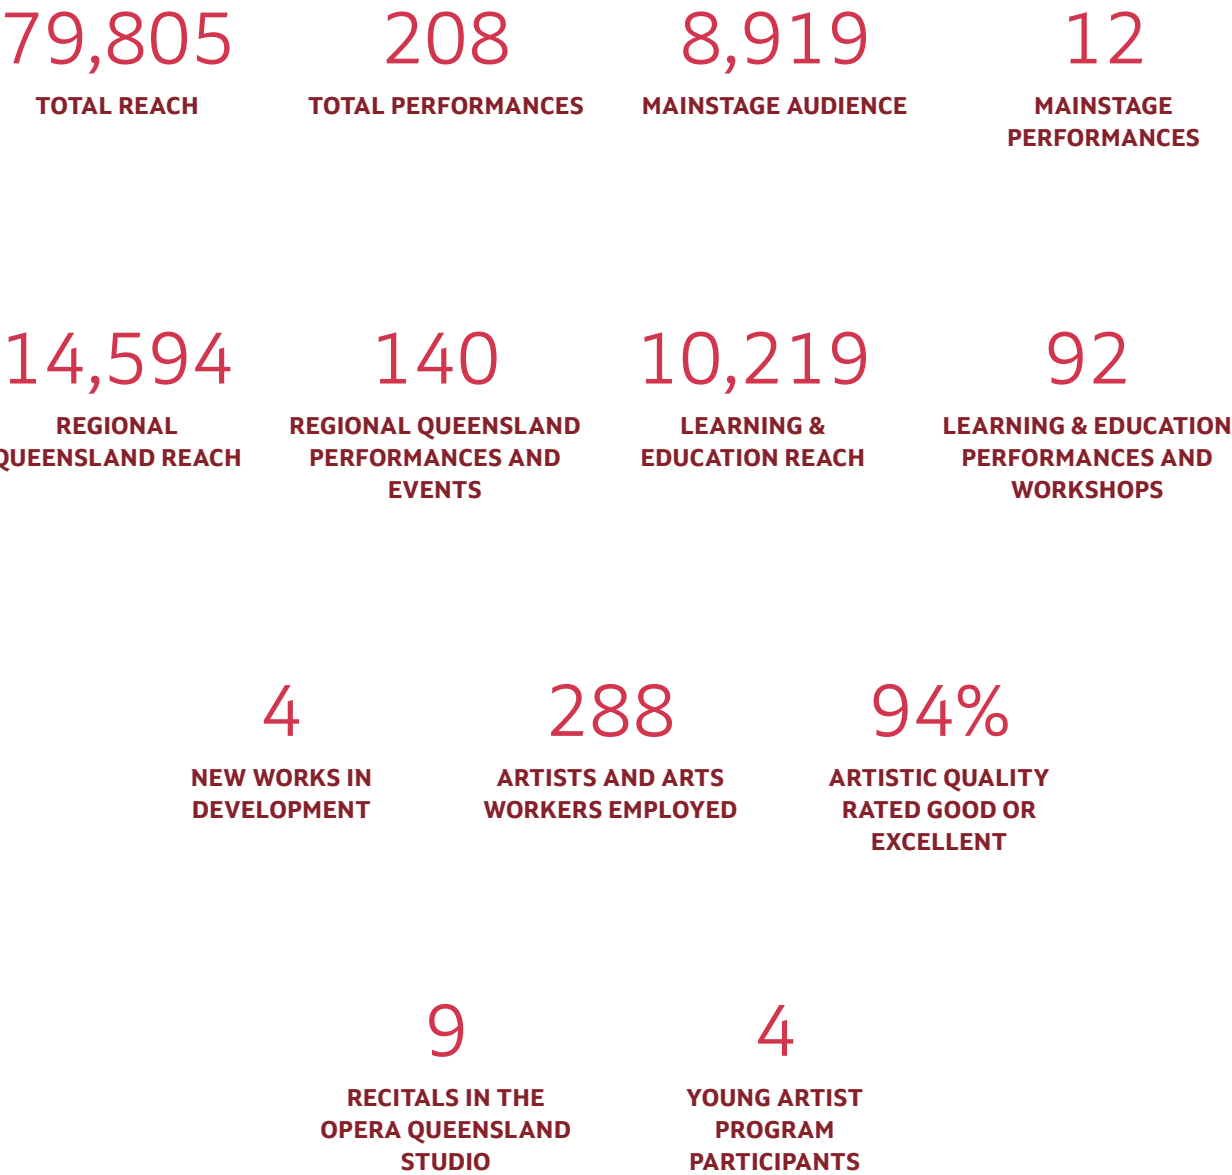 79,805
TOTAL REACH
208
TOTAL PERFORMANCES
8,919
MAINSTAGE AUDIENCE
12
MAINSTAGE
PERFORMANCES
14,594
REGIONAL
QUEENSLAND REACH
140
REGIONAL QUEENSLAND
PERFORMANCES AND
EVENTS
10,219
LEARNING &
EDUCATION REACH
92
LEARNING & EDUCATION
PERFORMANCES AND
WORKSHOPS
4
NEW WORKS IN
DEVELOPMENT
288
ARTISTS AND ARTS
WORKERS EMPLOYED
94%
ARTISTIC QUALITY
RATED GOOD OR
EXCELLENT
9
RECITALS IN THE
OPERA QUEENSLAND
STUDIO
4
YOUNG ARTIST
PROGRAM
PARTICIPANTS